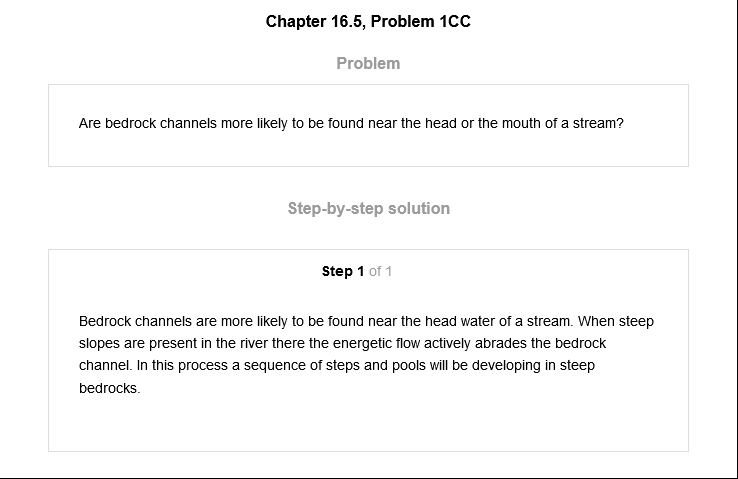 Chapter 16.5, Problem 1CC
Problem
Are bedrock channels more likely to be found near the head or the mouth of a stream?
Step-by-step solution
Step 1 of 1
Bedrock channels are more likely to be found near the head water of a stream. When steep
slopes are present in the river there the energetic flow actively abrades the bedrock
channel. In this process a sequence of steps and pools will be developing in steep
bedrocks.